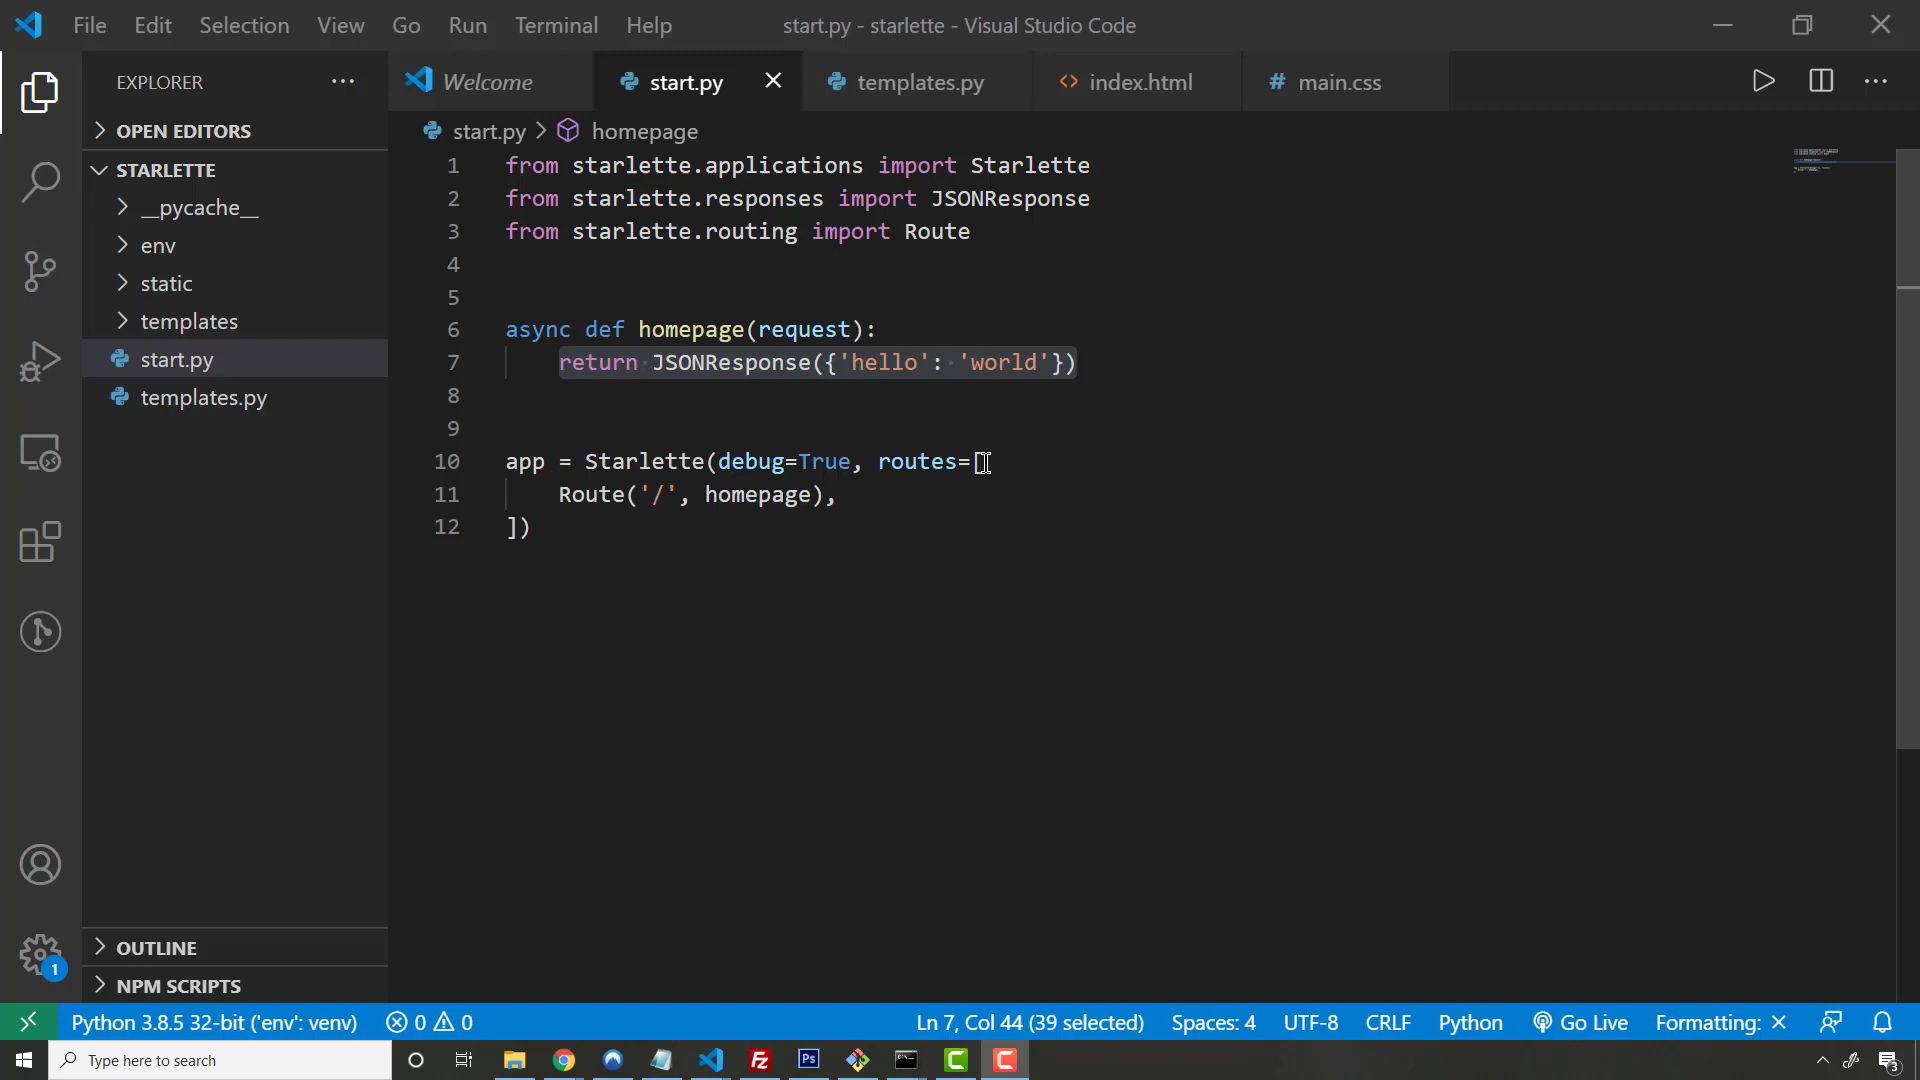 File Edit Selection View Go Run Terminal Help start.py - starlette - Visual Studio Code
EXPLORER
Welcome start.py templates.py index.html # main.css
OPEN EDITORS
start.py > homepage
STARLETTE
__pycache__
env
static
templates
start.py
templates.py
1 from starlette.applications import Starlette
2 from starlette.responses import JSONResponse
3 from starlette.routing import Route
4
5
6 async def homepage(request):
7 return JSONResponse({'hello': 'world'})
8
9
10 app = Starlette(debug=True, routes=[
11 Route('/', homepage),
12 ])
OUTLINE
1
NPM SCRIPTS
Python 3.8.5 32-bit ('env': venv) 0 0 Ln 7, Col 44 (39 selected) Spaces: 4 UTF-8 CRLF Python Go Live Formatting: ×
Type here to search Fz Ps 3